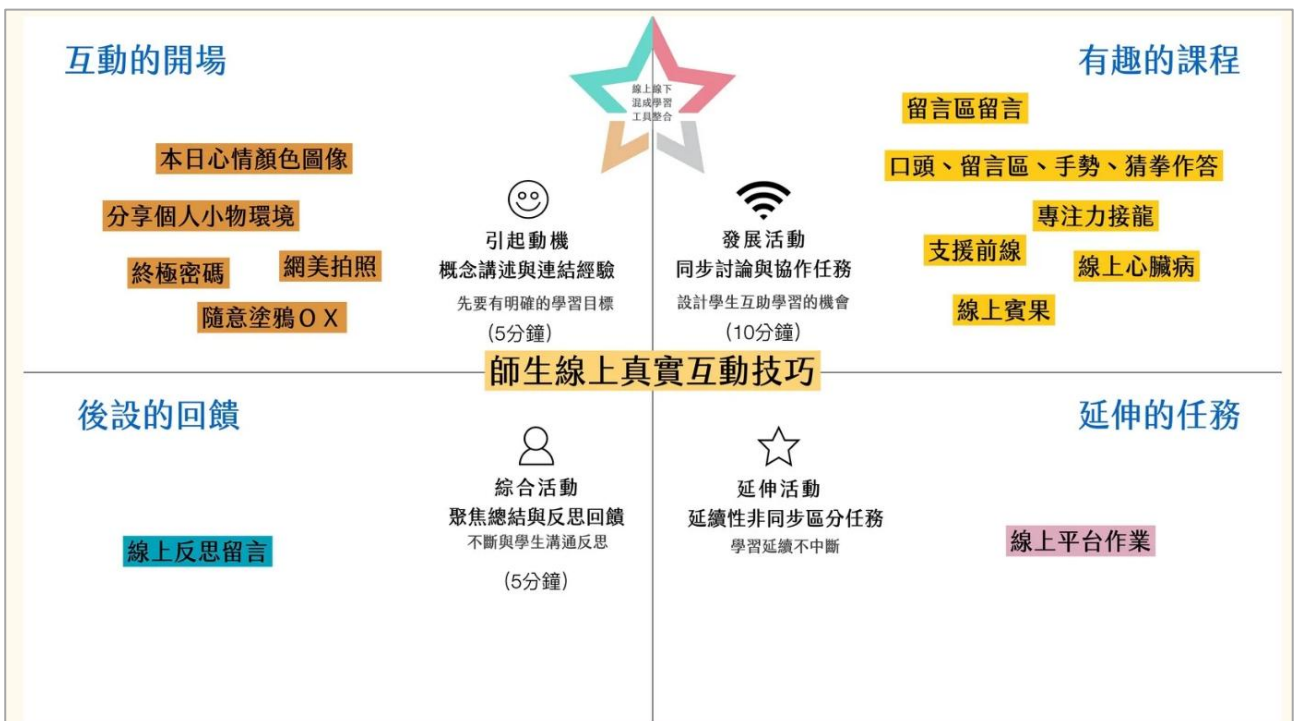 互動的開場
本日心情顏色圖像
分享個人小物環境
終極密碼
網美拍照
隨意塗鴉ＯＸ
引起動機
概念講述與連結經驗
先要有明確的學習目標
(5分鐘)
線上線下
混成學習
工具整合
有趣的課程
留言區留言
口頭、留言區、手勢、猜拳作答
專注力接龍
支援前線
線上心臟病
線上賓果
發展活動
同步討論與協作任務
設計學生互助學習的機會
(10分鐘)
師生線上真實互動技巧
後設的回饋
線上反思留言
綜合活動
聚焦總結與反思回饋
不斷與學生溝通反思
(5分鐘)
延伸的任務
延伸活動
延續性非同步區分任務
學習延續不中斷
線上平台作業